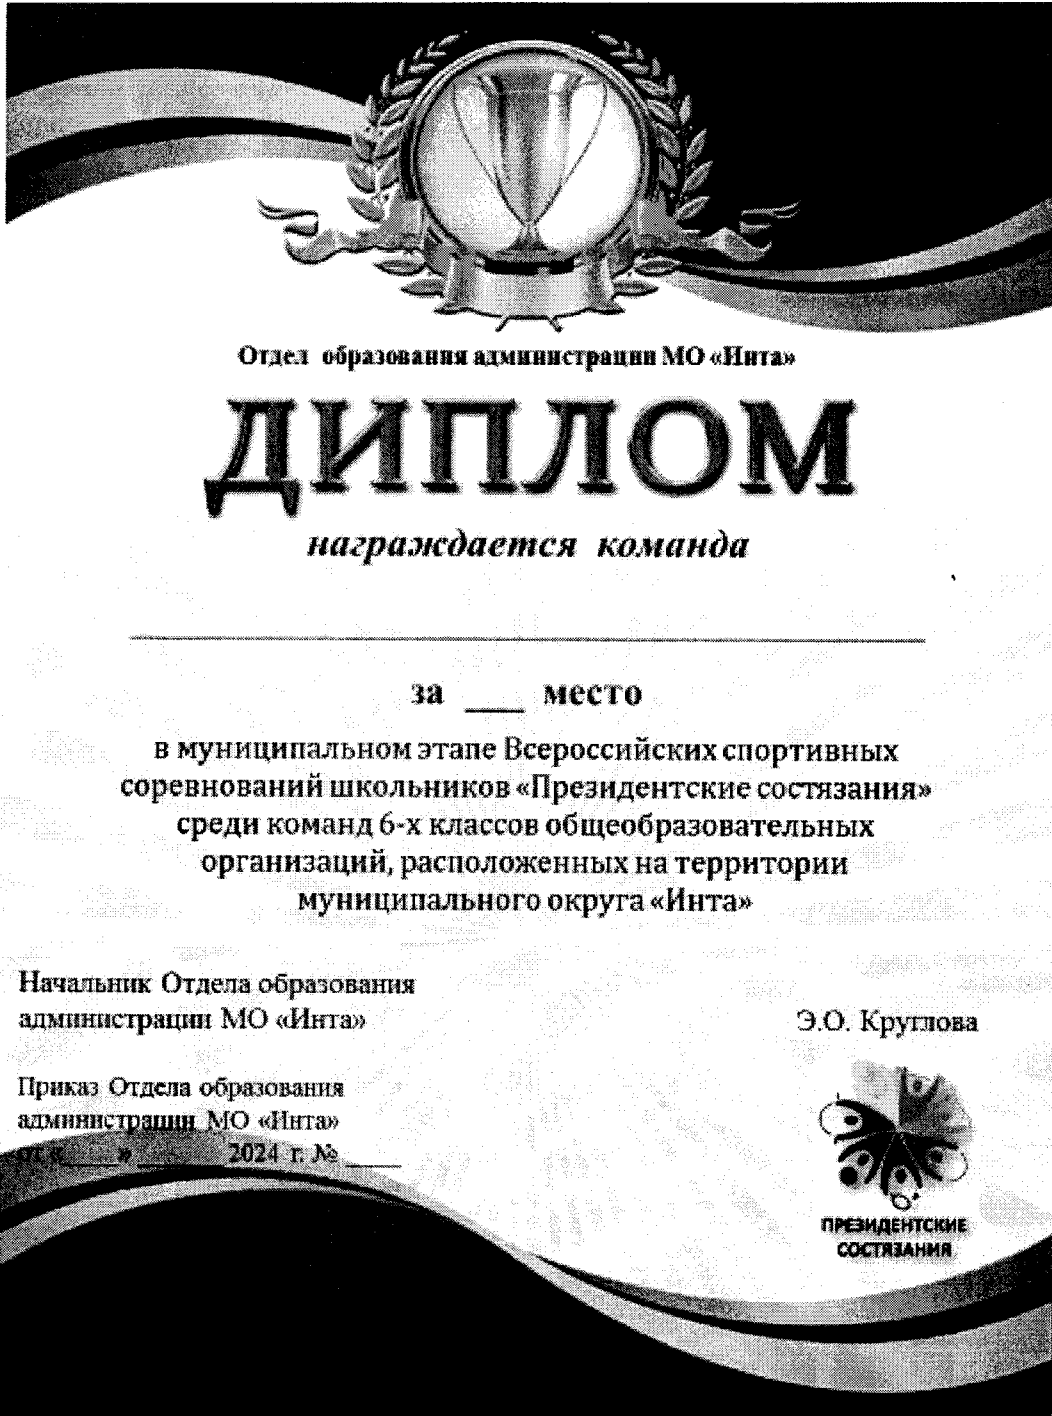 Отдел образования администрации МО «Инта»
ДИПЛОМ
награждается команда
за ___ место
в муниципальном этапе Всероссийских спортивных
соревнований школьников «Президентские состязания»
среди команд 6-х классов общеобразовательных
организаций, расположенных на территории
муниципального округа «Инта»
Начальник Отдела образования
администрации МО «Инта»
Э.О. Круглова
Приказ Отдела образования
администрации МО «Инта»
от «____» ______ 2024 г. № ____
ПРЕЗИДЕНТСКИЕ
СОСТЯЗАНИЯ